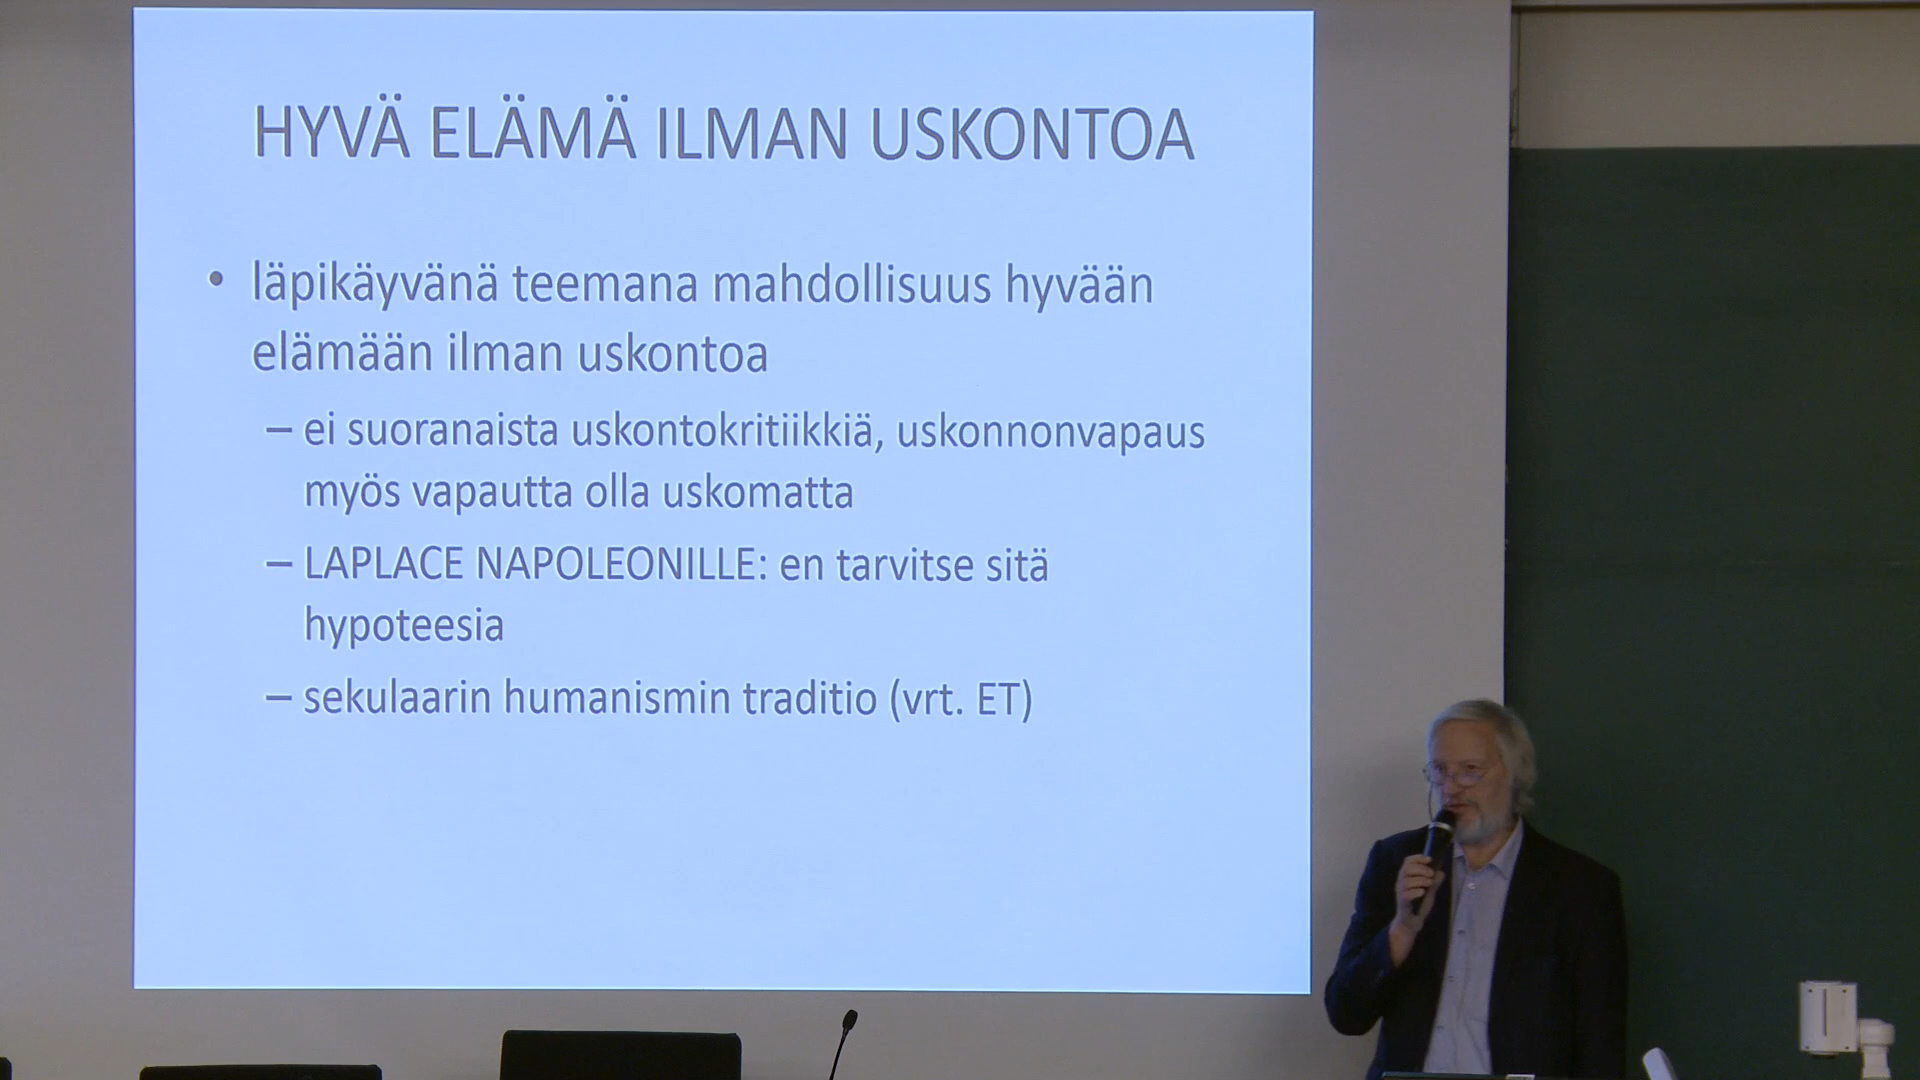 HYVÄ ELÄMÄ ILMAN USKONTOA
• läpikäyvänä teemana mahdollisuus hyvään
elämään ilman uskontoa
– ei suoranaista uskontokritiikkiä, uskonnonvapaus
myös vapautta olla uskomatta
– LAPLACE NAPOLEONILLE: en tarvitse sitä
hypoteesia
– sekulaarin humanismin traditio (vrt. ET)